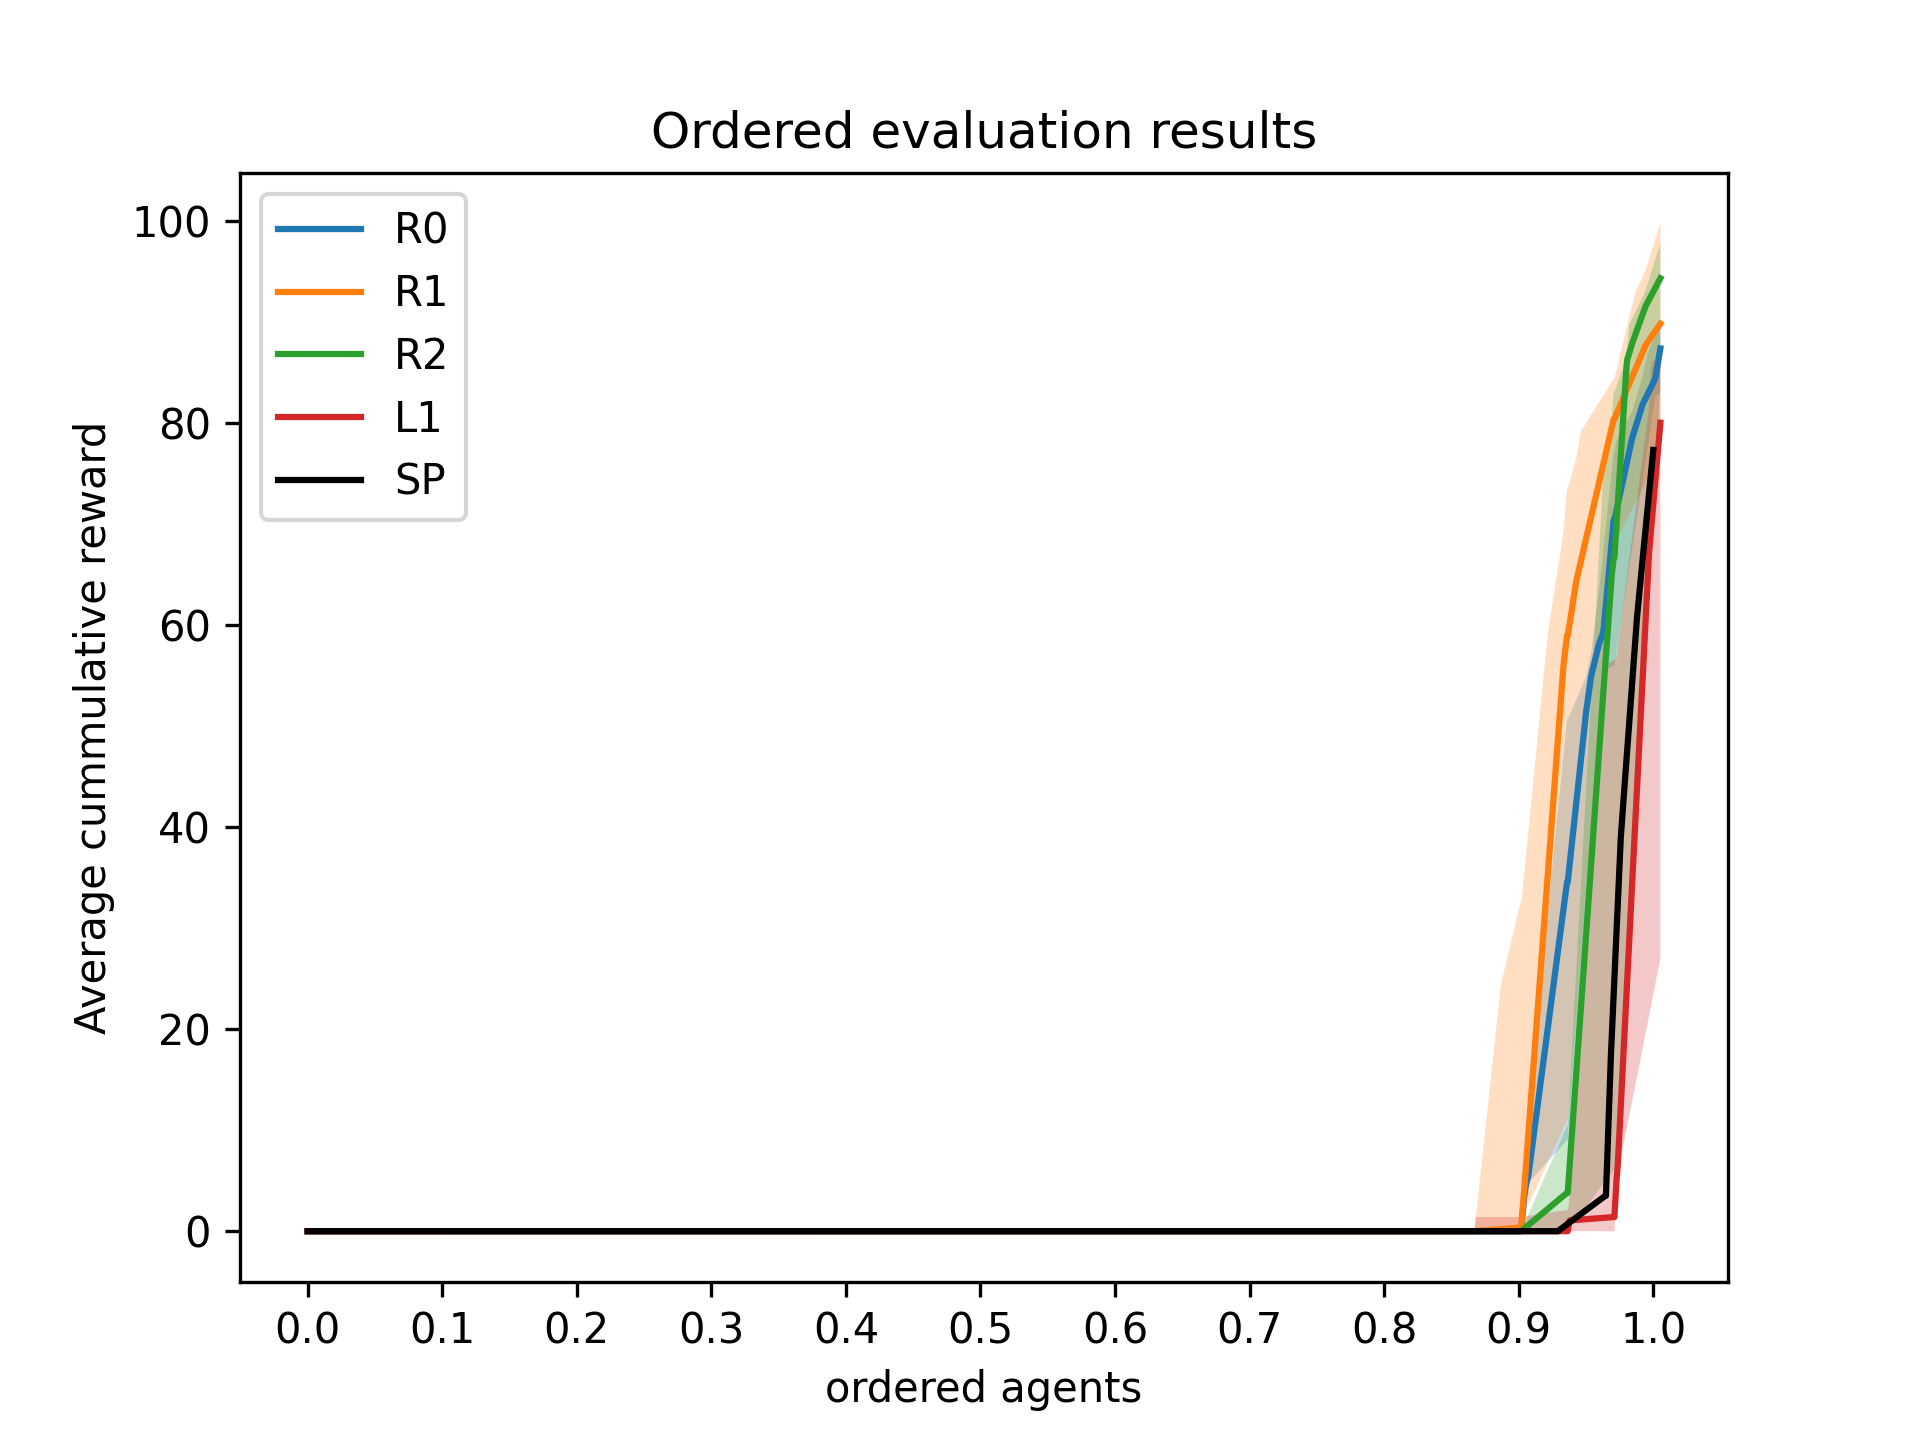 Ordered evaluation results
R0
R1
R2
L1
SP
Average cummulative reward
100
80
60
40
20
0
0.0 0.1 0.2 0.3 0.4 0.5 0.6 0.7 0.8 0.9 1.0
ordered agents